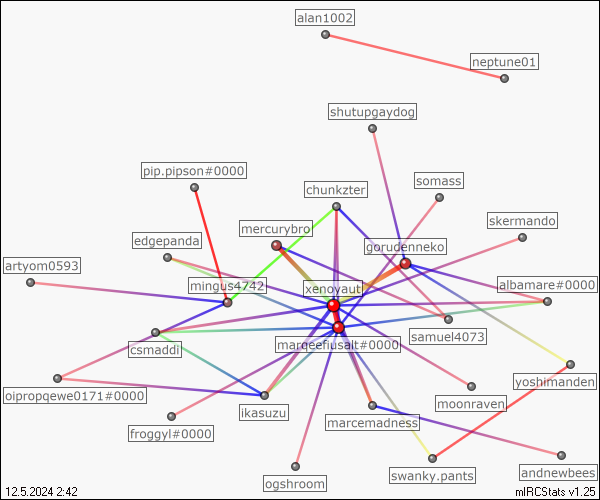 alan1002
neptune01
shutupgaydog
pip.pipson#0000
somass
chunkzter
skermando
mercurybro
edgepanda
gorudenneko
artyom0593
mingus4742
xenoyauti
albamare#0000
marqeefiusalt#0000
samuel4073
csmaddi
yoshimanden
oipropqewe0171#0000
moonraven
ikasuzu
marcemadness
froggyl#0000
swanky.pants
andnewbees
ogshroom
12.5.2024 2:42
mIRCStats v1.25